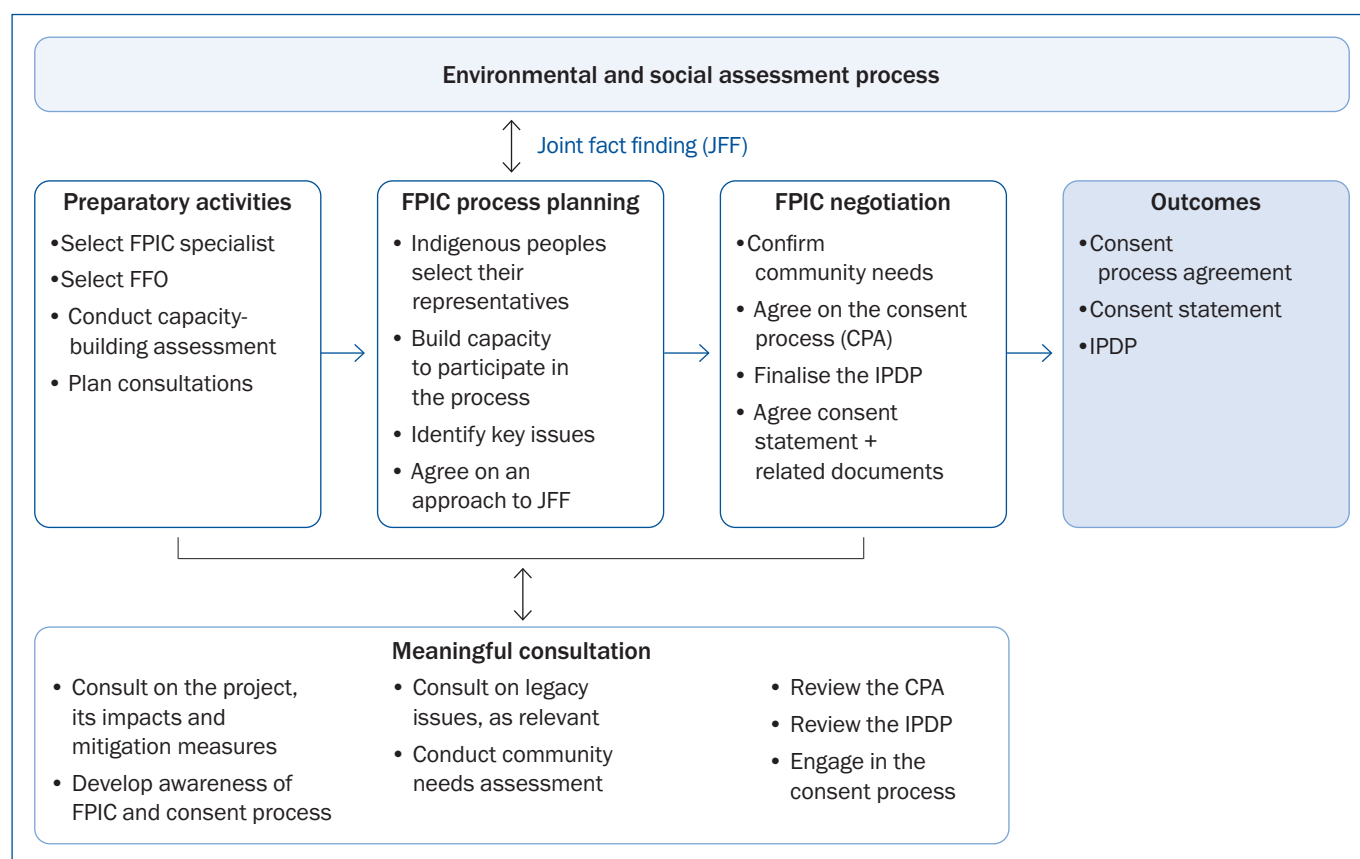 Environmental and social assessment process
Joint fact finding (JFF)
Preparatory activities
•Select FPIC specialist
•Select FFO
• Conduct capacity-
building assessment
• Plan consultations
FPIC process planning
• Indigenous peoples
select their
representatives
• Build capacity
to participate in
the process
• Identify key issues
• Agree on an
approach to JFF
FPIC negotiation
•Confirm
community needs
• Agree on the consent
process (CPA)
• Finalise the IPDP
• Agree consent
statement +
related documents
Outcomes
•Consent
process agreement
•Consent statement
•IPDP
Meaningful consultation
• Consult on the project,
its impacts and
mitigation measures
• Develop awareness of
FPIC and consent process
• Consult on legacy
issues, as relevant
• Conduct community
needs assessment
• Review the CPA
• Review the IPDP
• Engage in the
consent process